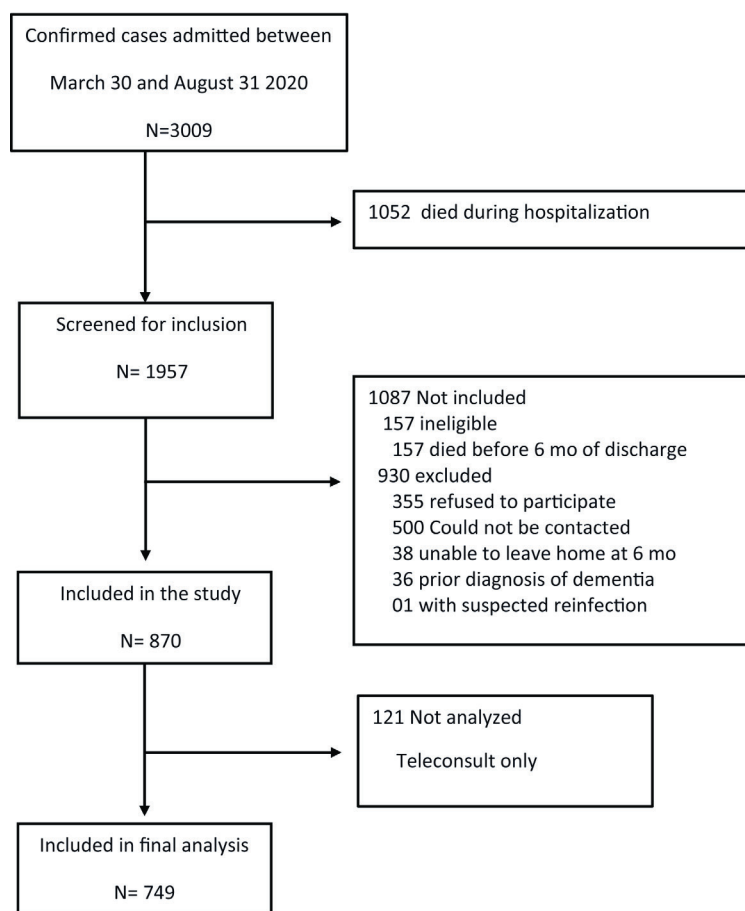 Confirmed cases admitted between
March 30 and August 31 2020
N=3009
1052 died during hospitalization
Screened for inclusion
N= 1957
1087 Not included
157 ineligible
157 died before 6 mo of discharge
930 excluded
355 refused to participate
500 Could not be contacted
38 unable to leave home at 6 mo
36 prior diagnosis of dementia
01 with suspected reinfection
Included in the study
N= 870
121 Not analyzed
Teleconsult only
Included in final analysis
N= 749